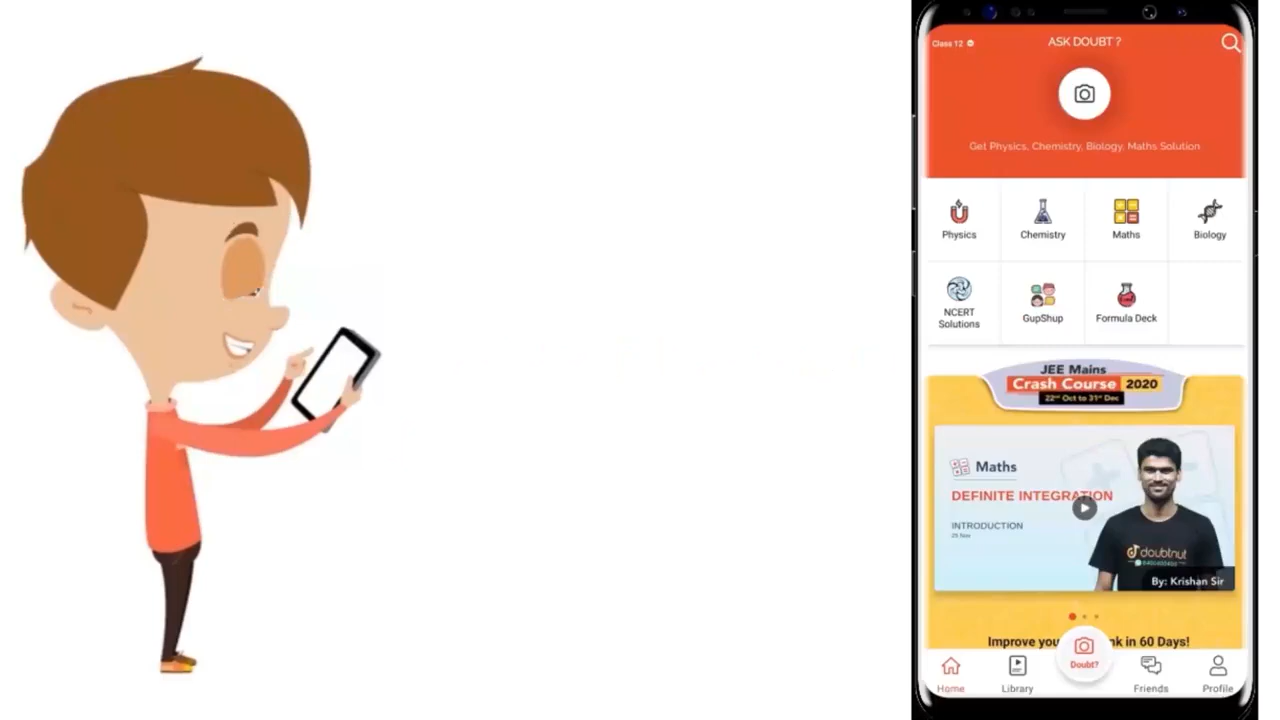 Class 12
ASK DOUBT ?
Get Physics, Chemistry, Biology, Maths Solution
Physics
Chemistry
Maths
Biology
NCERT
Solutions
GupShup
Formula Deck
JEE Mains
Crash Course 2020
22nd Oct to 31st Dec
Maths
DEFINITE INTEGRATION
INTRODUCTION
doubtnut
By: Krishan Sir
Improve you nk in 60 Days!
Doubt?
Home
Library
Friends
Profile